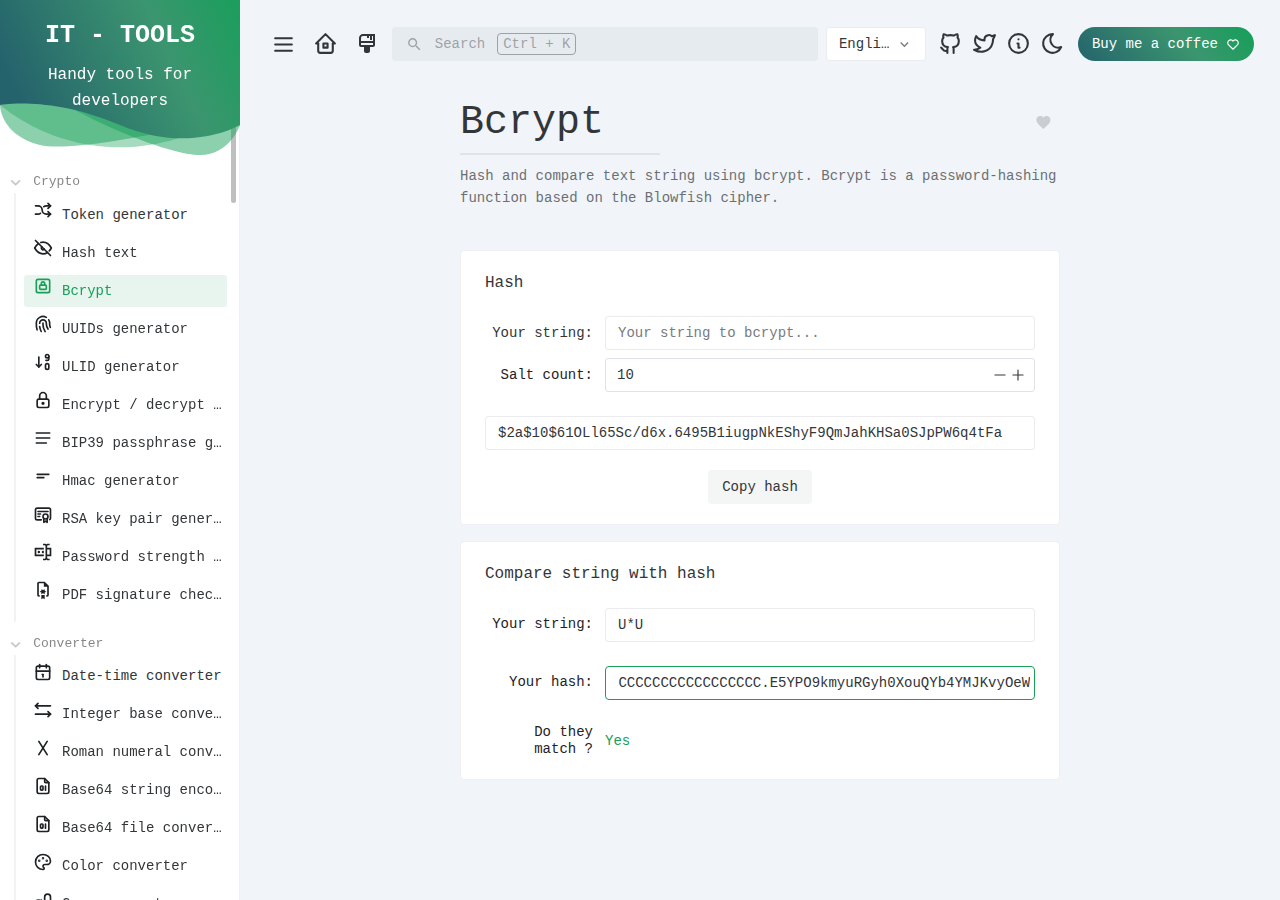 IT - TOOLS
Handy tools for
developers
Crypto
Token generator
Hash text
Bcrypt
UUIDs generator
ULID generator
Encrypt / decrypt …
BIP39 passphrase g…
Hmac generator
RSA key pair gener…
Password strength …
PDF signature chec…
Converter
Date-time converter
Integer base conve…
Roman numeral conv…
Base64 string enco…
Base64 file conver…
Color converter
Search Ctrl + K
Engli…
Buy me a coffee
Bcrypt
Hash and compare text string using bcrypt. Bcrypt is a password-hashing
function based on the Blowfish cipher.
Hash
Your string: Your string to bcrypt...
Salt count: 10
$2a$10$61OLl65Sc/d6x.6495B1iugpNkEShyF9QmJahKHSa0SJpPW6q4tFa
Copy hash
Compare string with hash
Your string: U*U
Your hash: CCCCCCCCCCCCCCCCC.E5YPO9kmyuRGyh0XouQYb4YMJKvyOeW
Do they
match ? Yes